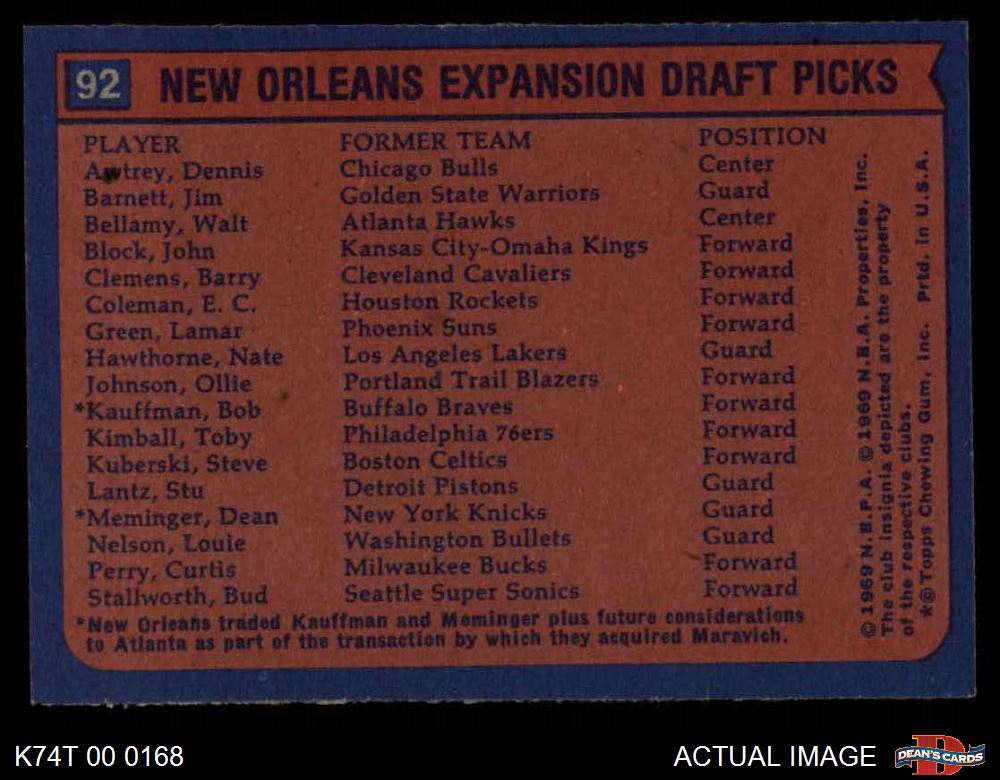 92 NEW ORLEANS EXPANSION DRAFT PICKS
PLAYER FORMER TEAM POSITION
Awtrey, Dennis Chicago Bulls Center
Barnett, Jim Golden State Warriors Guard
Bellamy, Walt Atlanta Hawks Center
Block, John Kansas City-Omaha Kings Forward
Clemens, Barry Cleveland Cavaliers Forward
Coleman, E. C. Houston Rockets Forward
Green, Lamar Phoenix Suns Forward
Hawthorne, Nate Los Angeles Lakers Guard
Johnson, Ollie Portland Trail Blazers Forward
*Kauffman, Bob Buffalo Braves Forward
Kimball, Toby Philadelphia 76ers Forward
Kuberski, Steve Boston Celtics Forward
Lantz, Stu Detroit Pistons Guard
*Meminger, Dean New York Knicks Guard
Nelson, Louie Washington Bullets Guard
Perry, Curtis Milwaukee Bucks Forward
Stallworth, Bud Seattle Super Sonics Forward
*New Orleans traded Kauffman and Meminger plus future considerations
to Atlanta as part of the transaction by which they acquired Maravich.
©1969 N.B.P.A. ©1969 N.B.A. Properties, Inc.
The club insignia depicted are the property
of the respective clubs.
*©Topps Chewing Gum, Inc. Prtd. in U.S.A.
K74T 00 0168 ACTUAL IMAGE D DEAN'S CARDS